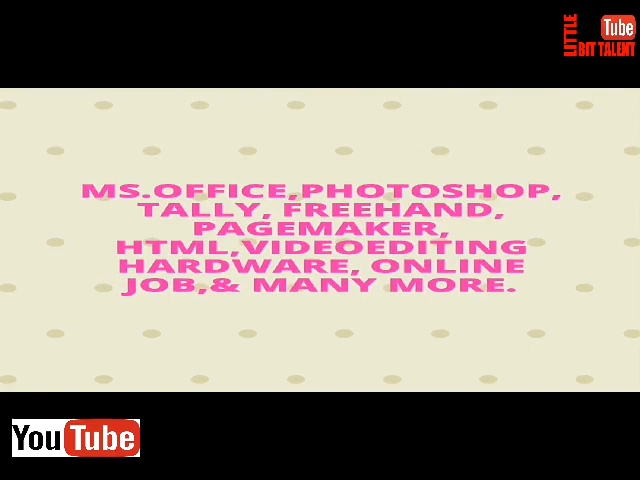 LITTLE
Tube
BIT TALENT
MS.OFFICE,PHOTOSHOP,
TALLY, FREEHAND,
PAGEMAKER,
HTML,VIDEOEDITING
HARDWARE, ONLINE
JOB,& MANY MORE.
YouTube